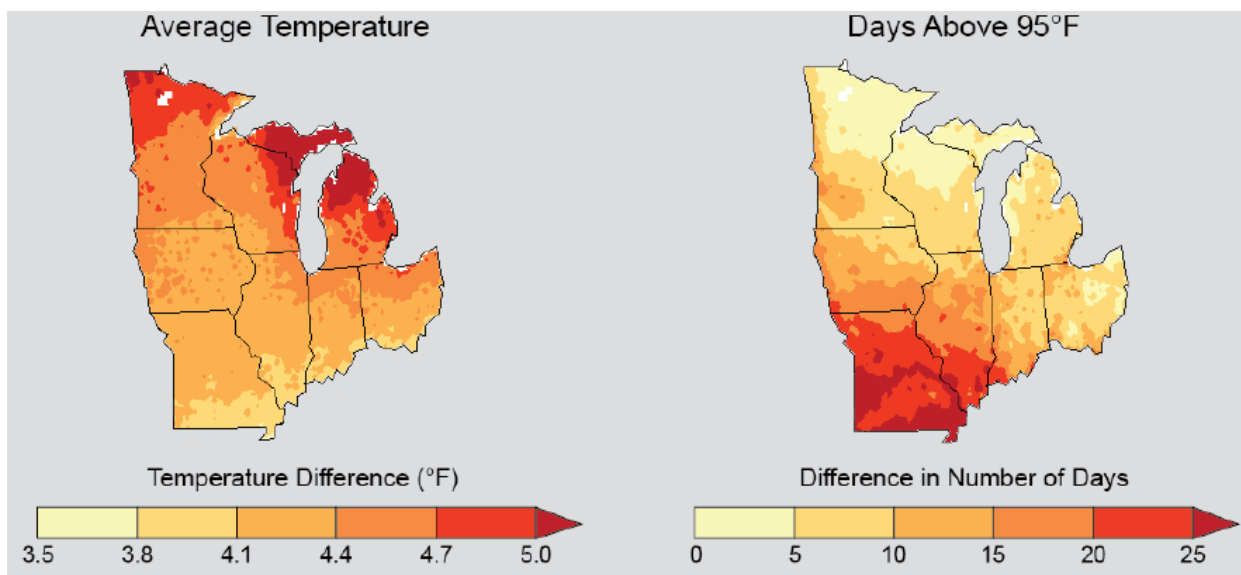 Average Temperature
Days Above 95°F
Temperature Difference (°F)
3.5 3.8 4.1 4.4 4.7 5.0
Difference in Number of Days
0 5 10 15 20 25